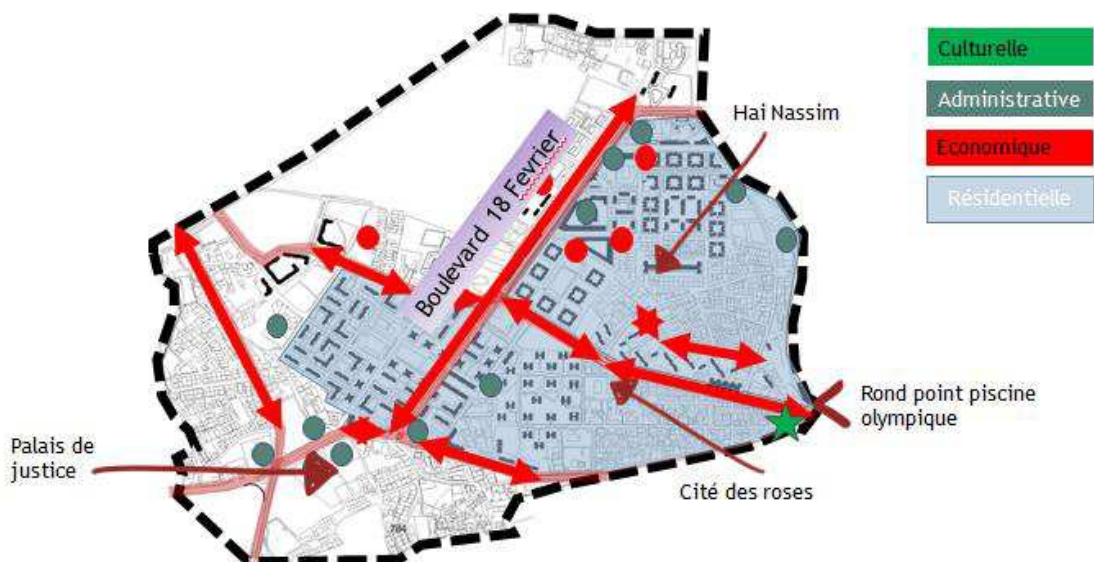 Culturelle
Administrative
Economique
Résidentielle
Hai Nassim
Boulevard 18 Fevrier
Rond point piscine
olympique
Palais de
justice
Cité des roses
784